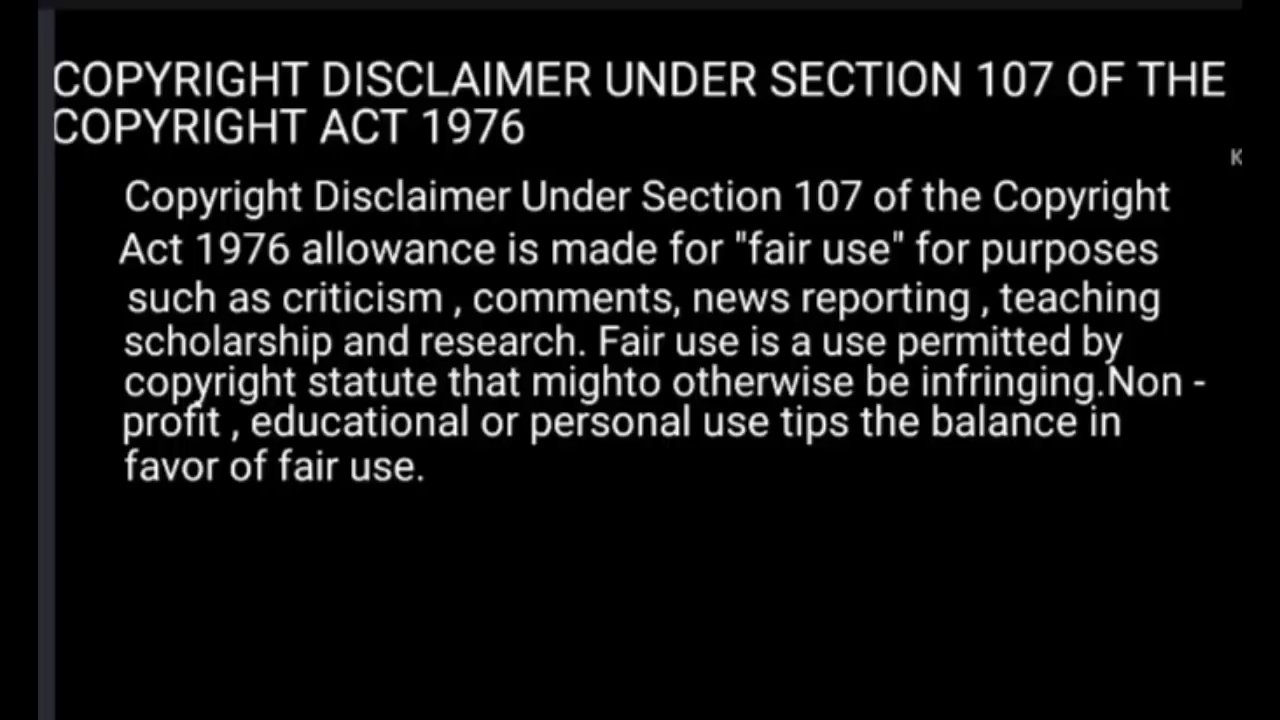 COPYRIGHT DISCLAIMER UNDER SECTION 107 OF THE
COPYRIGHT ACT 1976
K
Copyright Disclaimer Under Section 107 of the Copyright
Act 1976 allowance is made for "fair use" for purposes
such as criticism , comments, news reporting , teaching
scholarship and research. Fair use is a use permitted by
copyright statute that mighto otherwise be infringing.Non -
profit , educational or personal use tips the balance in
favor of fair use.